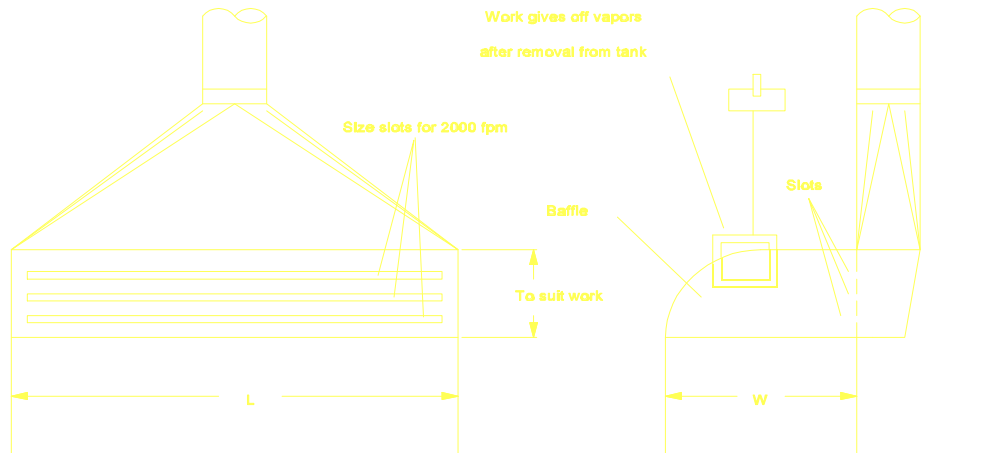 Work gives off vapors
after removal from tank
Size slots for 2000 fpm
Slots
Baffle
To suit work
L
W